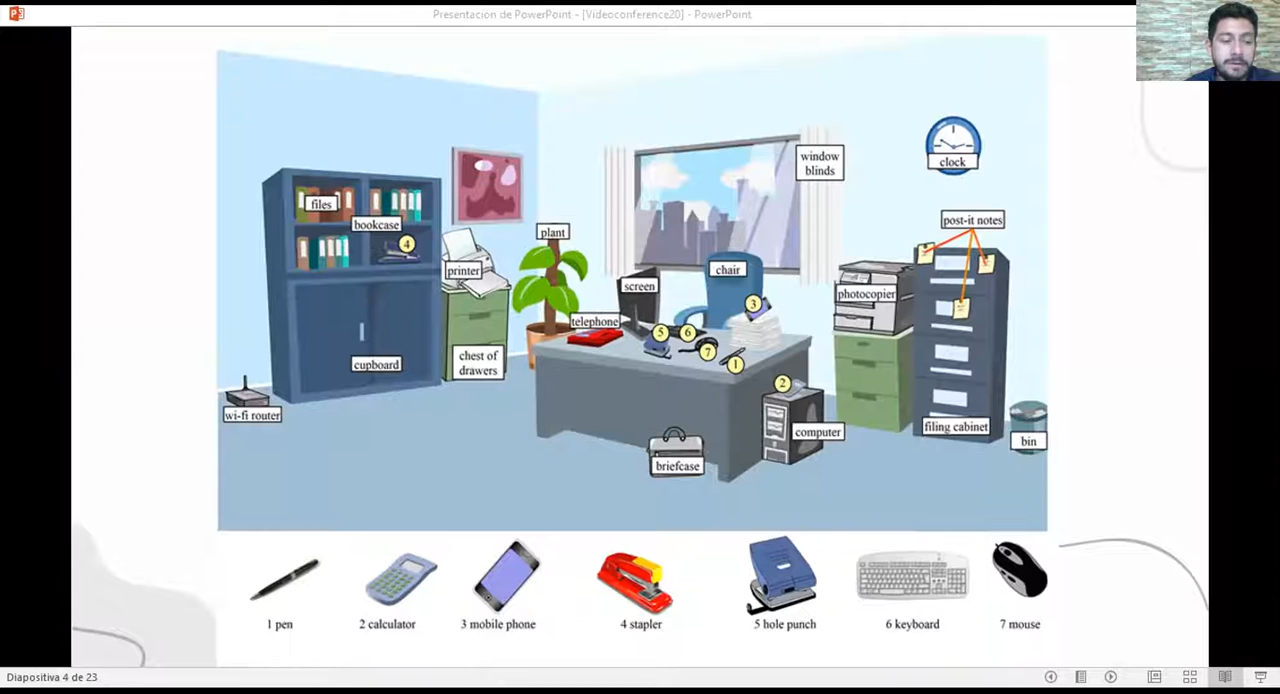 Presentación de PowerPoint - [Videoconference20] - PowerPoint
window
blinds
clock
files
bookcase
4
post-it notes
plant
printer
screen
chair
photocopier
3
telephone
5
6
7
1
2
cupboard
chest of
drawers
wi-fi router
computer
filing cabinet
bin
briefcase
1 pen
2 calculator
3 mobile phone
4 stapler
5 hole punch
6 keyboard
7 mouse
Diapositiva 4 de 23